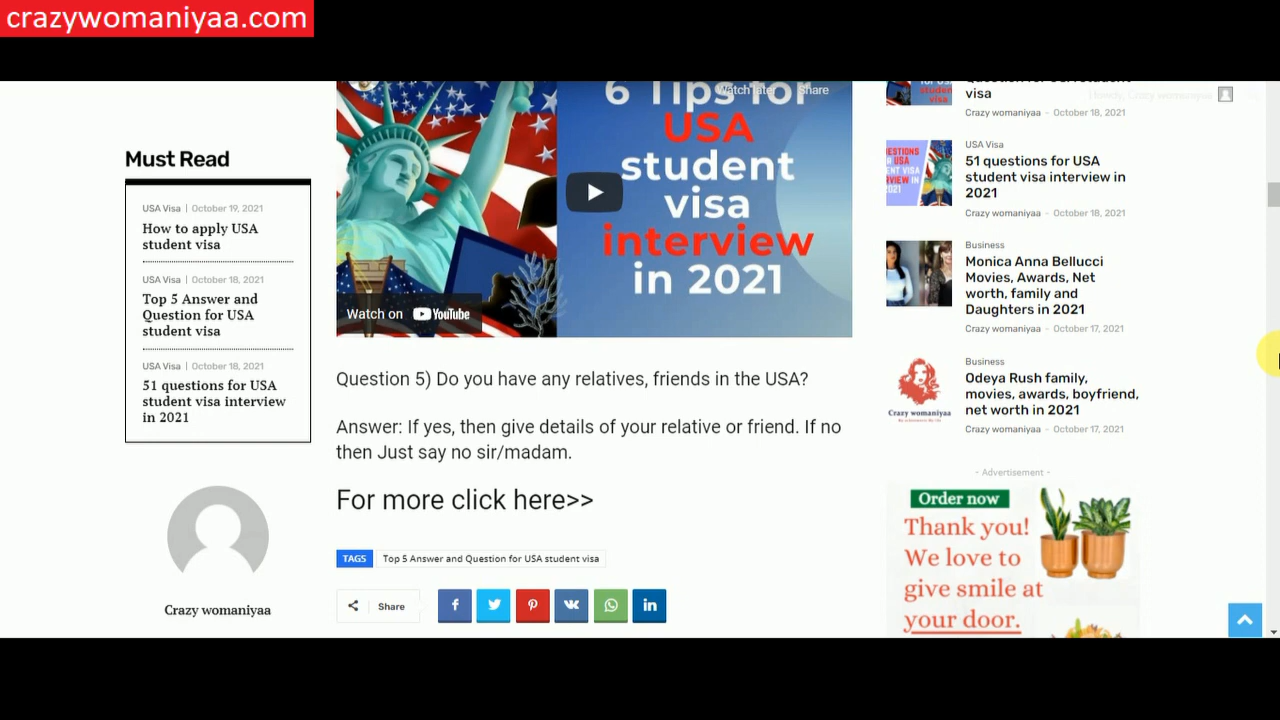 crazywomaniyaa.com
Must Read
USA Visa | October 19, 2021
How to apply USA
student visa
USA Visa | October 18, 2021
Top 5 Answer and
Question for USA
student visa
USA Visa | October 18, 2021
51 questions for USA
student visa interview
in 2021
Crazy womaniyaa
Watch later Share
6 Tips for
USA
student
visa
interview
in 2021
Watch on YouTube
Question 5) Do you have any relatives, friends in the USA?
Answer: If yes, then give details of your relative or friend. If no
then Just say no sir/madam.
For more click here>>
TAGS Top 5 Answer and Question for USA student visa
Share
visa
Crazy womaniyaa - October 18, 2021
USA Visa
51 questions for USA
student visa interview in
2021
Crazy womaniyaa - October 18, 2021
Business
Monica Anna Bellucci
Movies, Awards, Net
worth, family and
Daughters in 2021
Crazy womaniyaa - October 17, 2021
Business
Odeya Rush family,
movies, awards, boyfriend,
net worth in 2021
Crazy womaniyaa
Crazy womaniyaa - October 17, 2021
- Advertisement -
Order now
Thank you!
We love to
give smile at
your door.